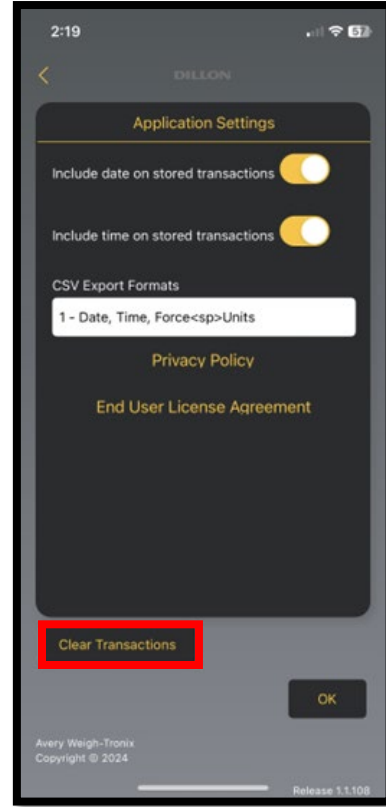 2:19
57
DILLON
Application Settings
Include date on stored transactions
Include time on stored transactions
CSV Export Formats
1 - Date, Time, Force<sp>Units
Privacy Policy
End User License Agreement
Clear Transactions
OK
Avery Weigh-Tronix
Copyright © 2024
Release 1.1.108